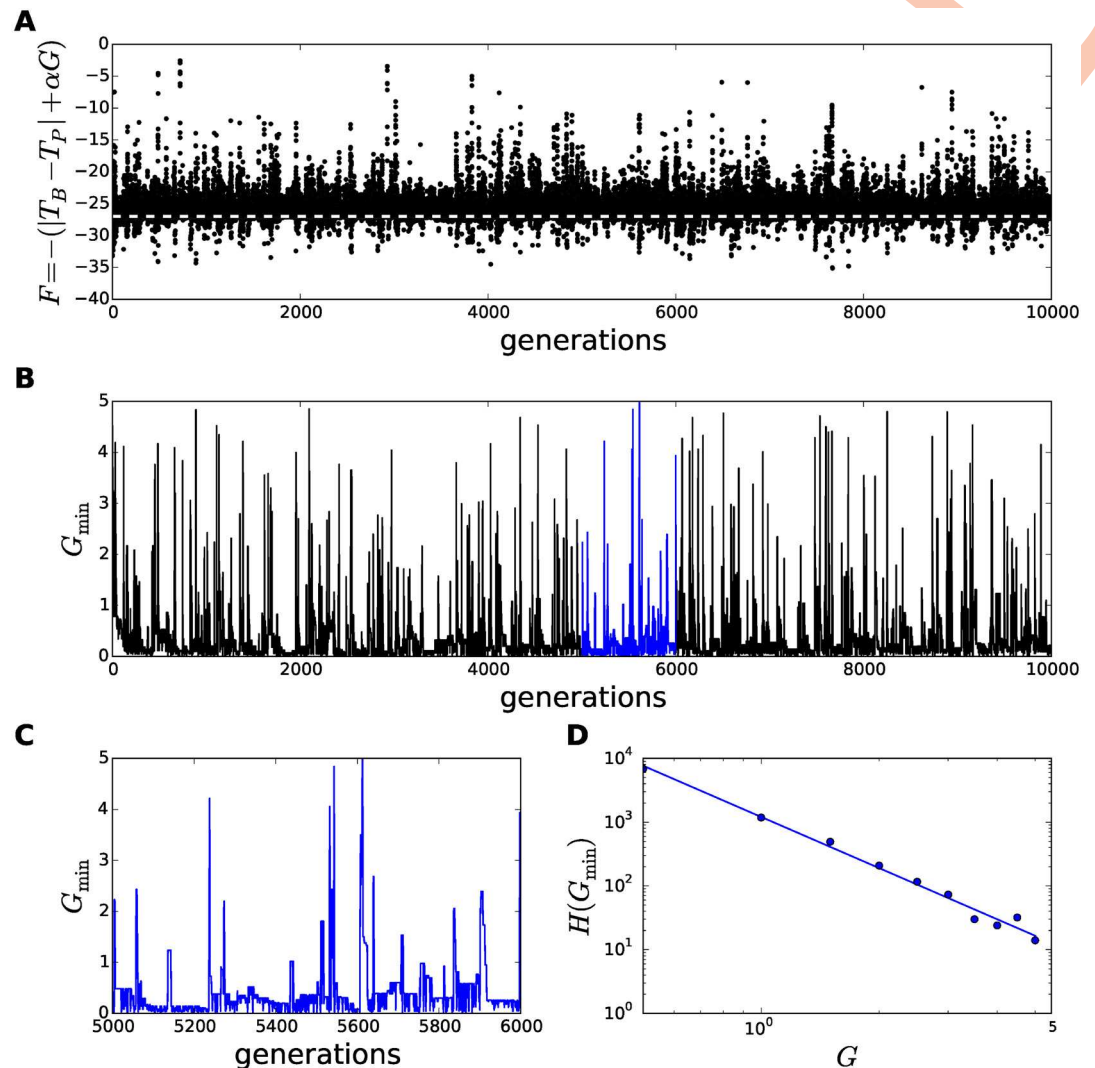 A
F=−(|T_B−T_P|+αG)
0
−5
−10
−15
−20
−25
−30
−35
−40
0 2000 4000 6000 8000 10000
generations
B
G_min
5
4
3
2
1
0
0 2000 4000 6000 8000 10000
generations
C
G_min
5
4
3
2
1
0
5000 5200 5400 5600 5800 6000
generations
D
H(G_min)
10^4
10^3
10^2
10^1
10^0
10^0 5
G